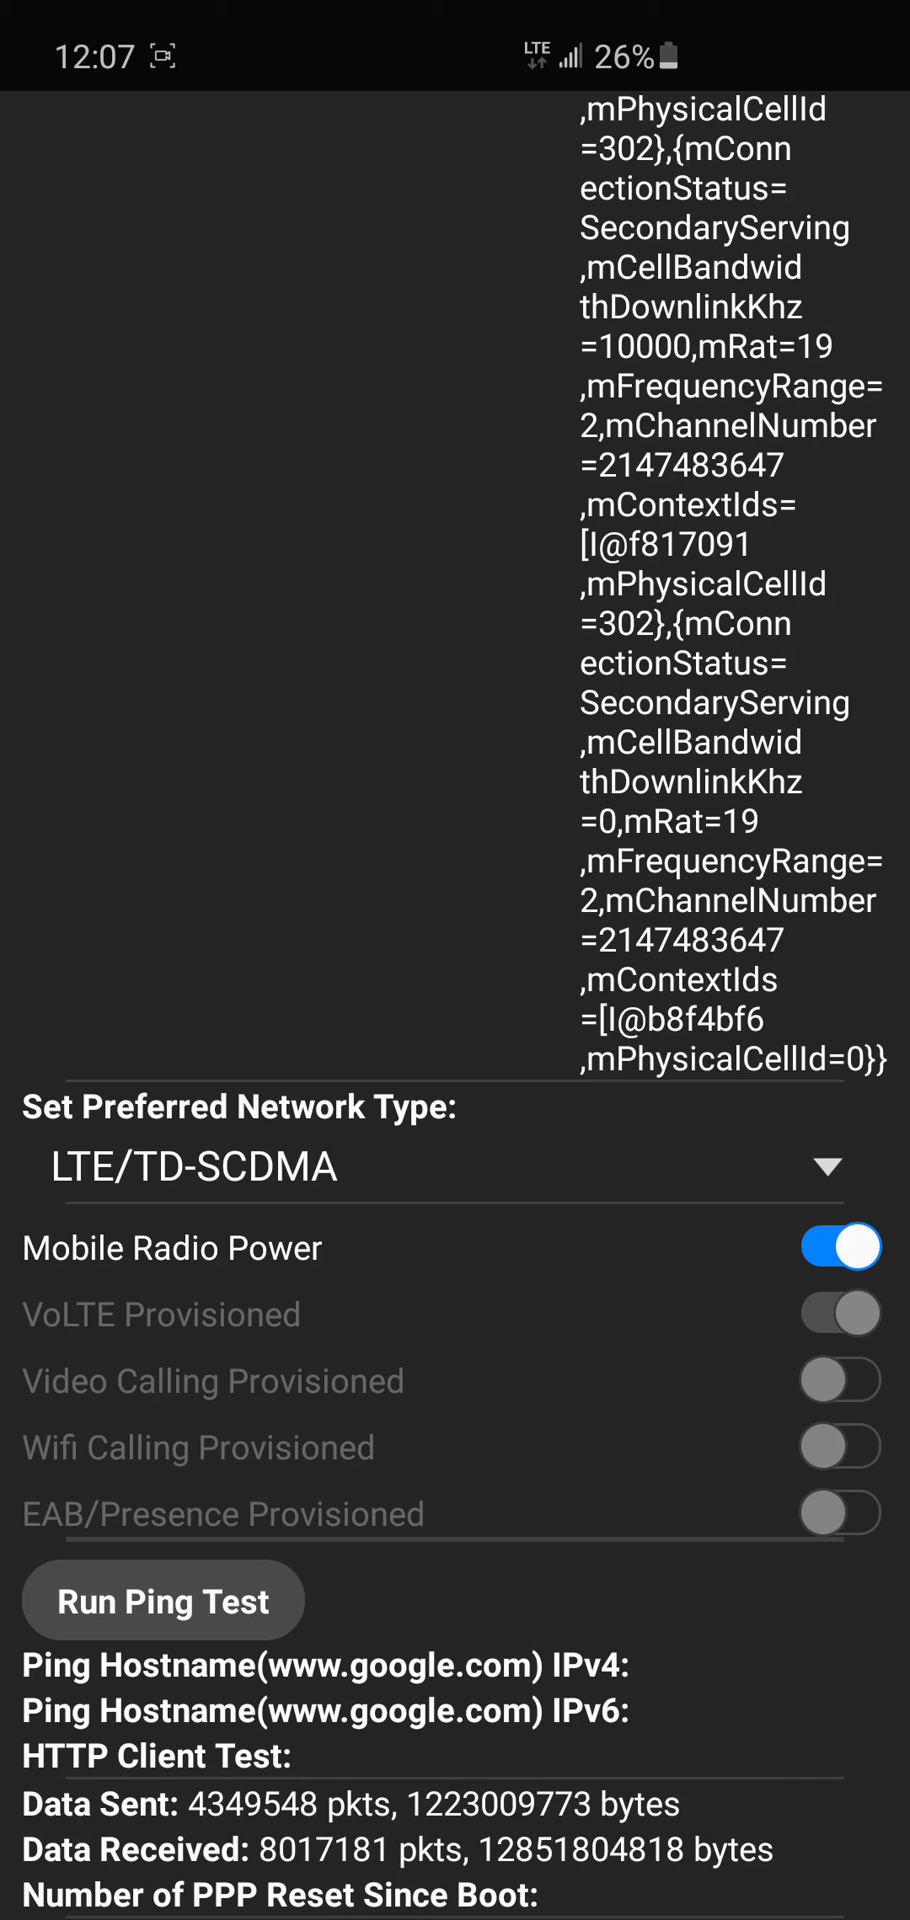 12:07
LTE
26%
,mPhysicalCellId
=302},{mConn
ectionStatus=
SecondaryServing
,mCellBandwid
thDownlinkKhz
=10000,mRat=19
,mFrequencyRange=
2,mChannelNumber
=2147483647
,mContextIds=
[I@f817091
,mPhysicalCellId
=302},{mConn
ectionStatus=
SecondaryServing
,mCellBandwid
thDownlinkKhz
=0,mRat=19
,mFrequencyRange=
2,mChannelNumber
=2147483647
,mContextIds
=[I@b8f4bf6
,mPhysicalCellId=0}}
Set Preferred Network Type:
LTE/TD-SCDMA
Mobile Radio Power
VoLTE Provisioned
Video Calling Provisioned
Wifi Calling Provisioned
EAB/Presence Provisioned
Run Ping Test
Ping Hostname(www.google.com) IPv4:
Ping Hostname(www.google.com) IPv6:
HTTP Client Test:
Data Sent: 4349548 pkts, 1223009773 bytes
Data Received: 8017181 pkts, 12851804818 bytes
Number of PPP Reset Since Boot: